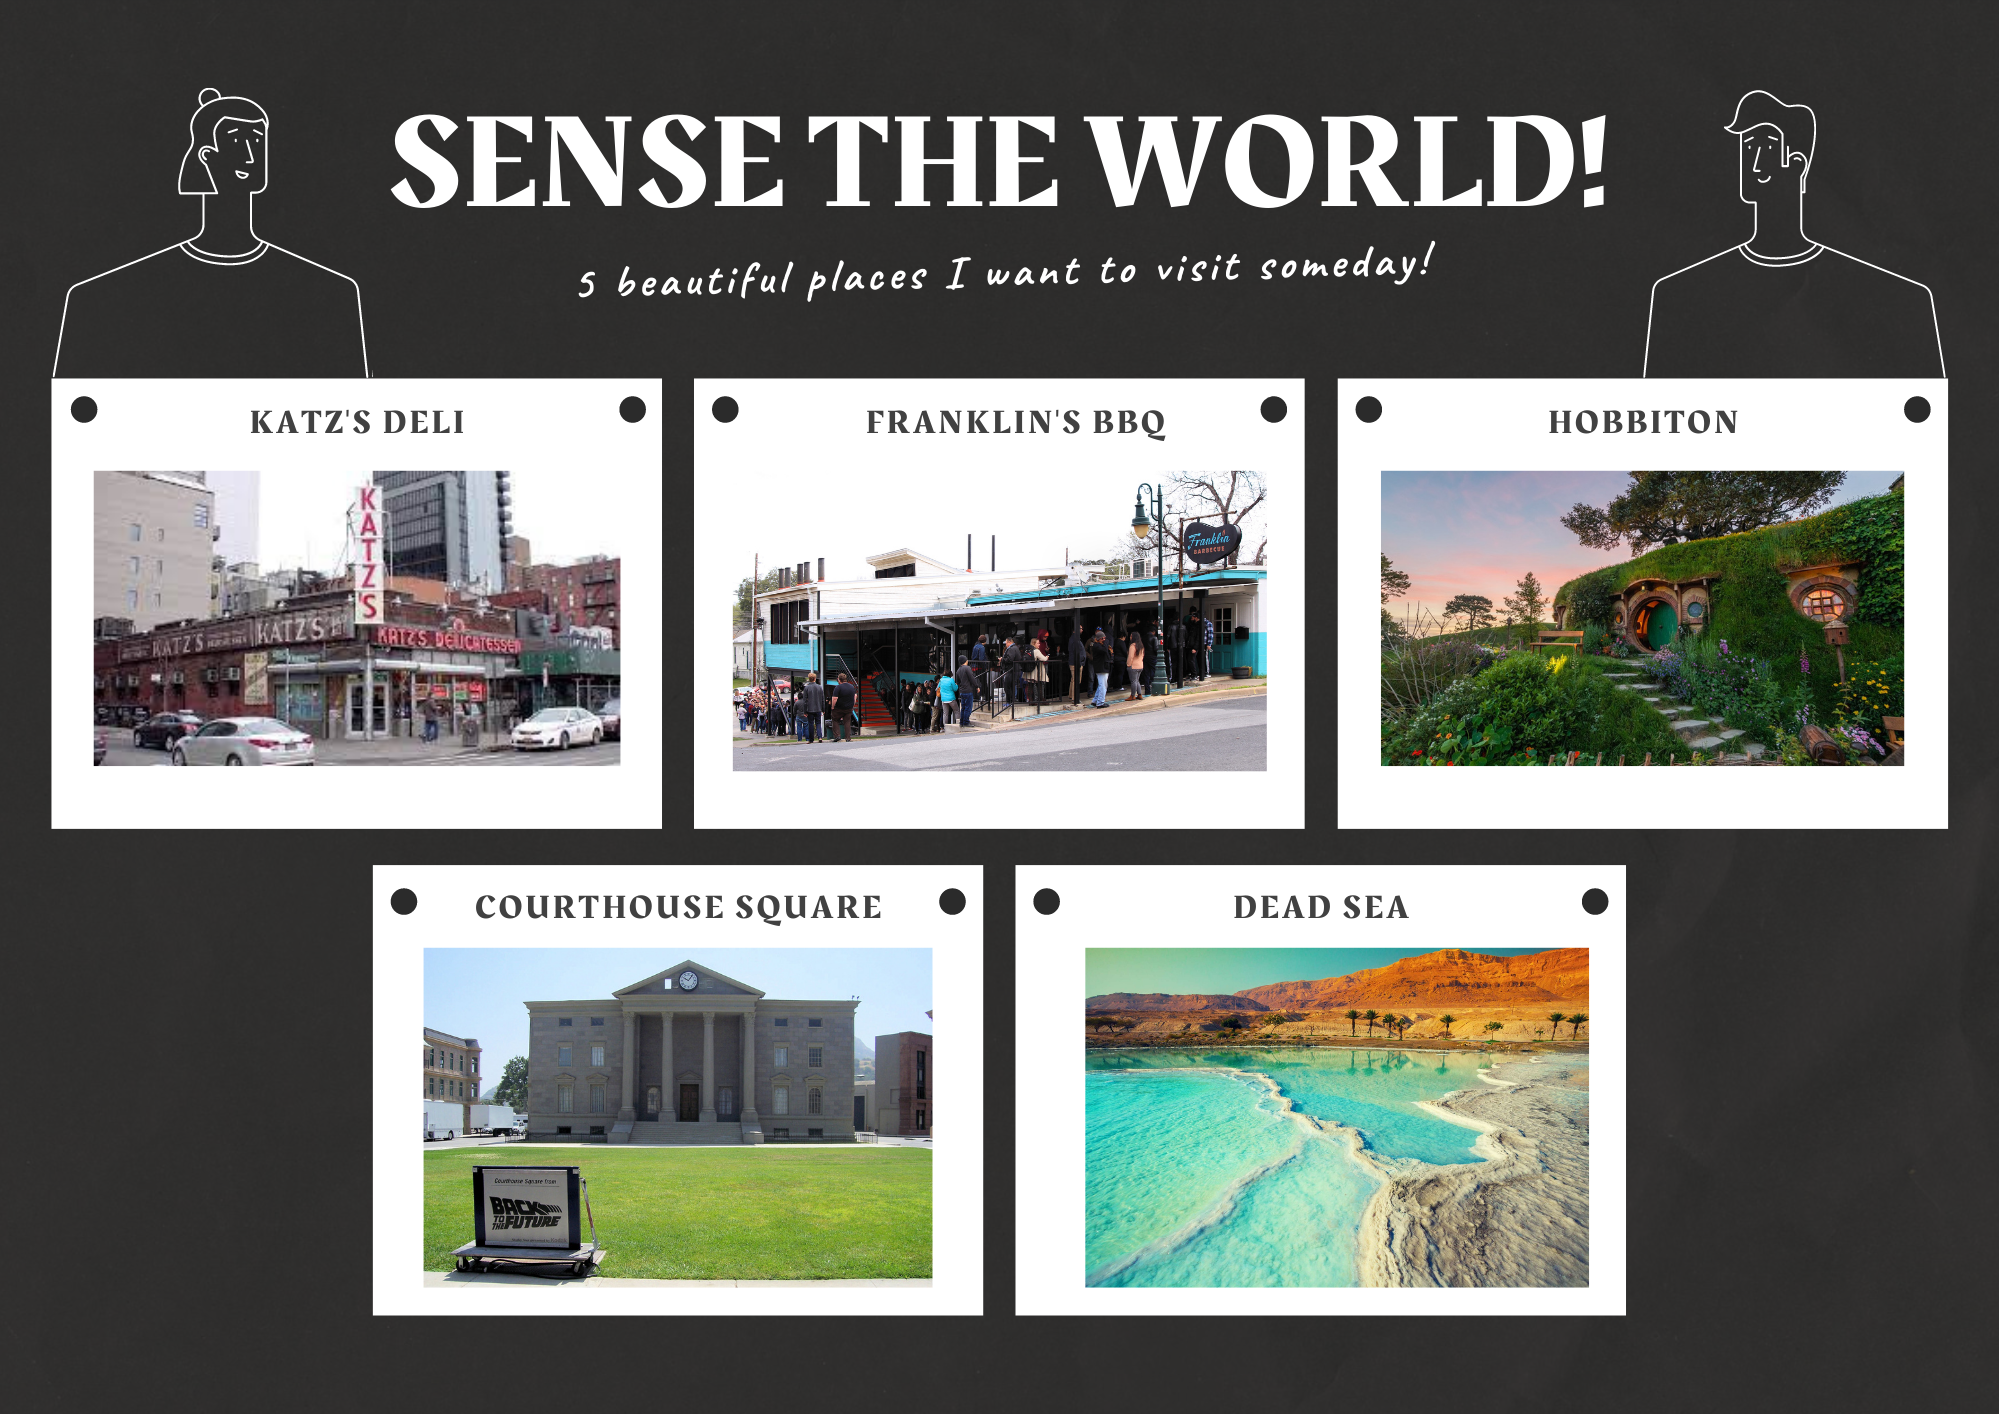 SENSE THE WORLD!
5 beautiful places I want to visit someday!
KATZ'S DELI
FRANKLIN'S BBQ
HOBBITON
KATZ'S
KATZ'S
KATZ'S
KATZ'S DELICATESSEN
Franklin
BARBECUE
COURTHOUSE SQUARE
DEAD SEA
Courthouse Square from
BACK
TO THE FUTURE